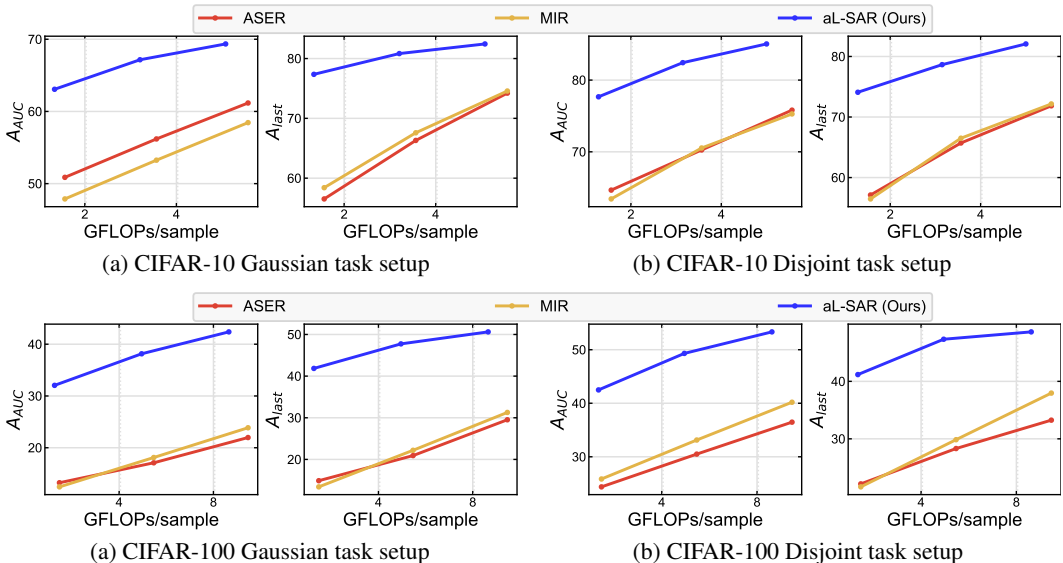 ASER MIR aL-SAR (Ours)
70
60
50
A_AUC
2 4
GFLOPs/sample
80
70
60
A_last
2 4
GFLOPs/sample
(a) CIFAR-10 Gaussian task setup
80
70
A_AUC
2 4
GFLOPs/sample
80
70
60
A_last
2 4
GFLOPs/sample
(b) CIFAR-10 Disjoint task setup
ASER MIR aL-SAR (Ours)
40
30
20
A_AUC
4 8
GFLOPs/sample
50
40
30
20
A_last
4 8
GFLOPs/sample
(a) CIFAR-100 Gaussian task setup
50
40
30
A_AUC
4 8
GFLOPs/sample
40
30
A_last
4 8
GFLOPs/sample
(b) CIFAR-100 Disjoint task setup